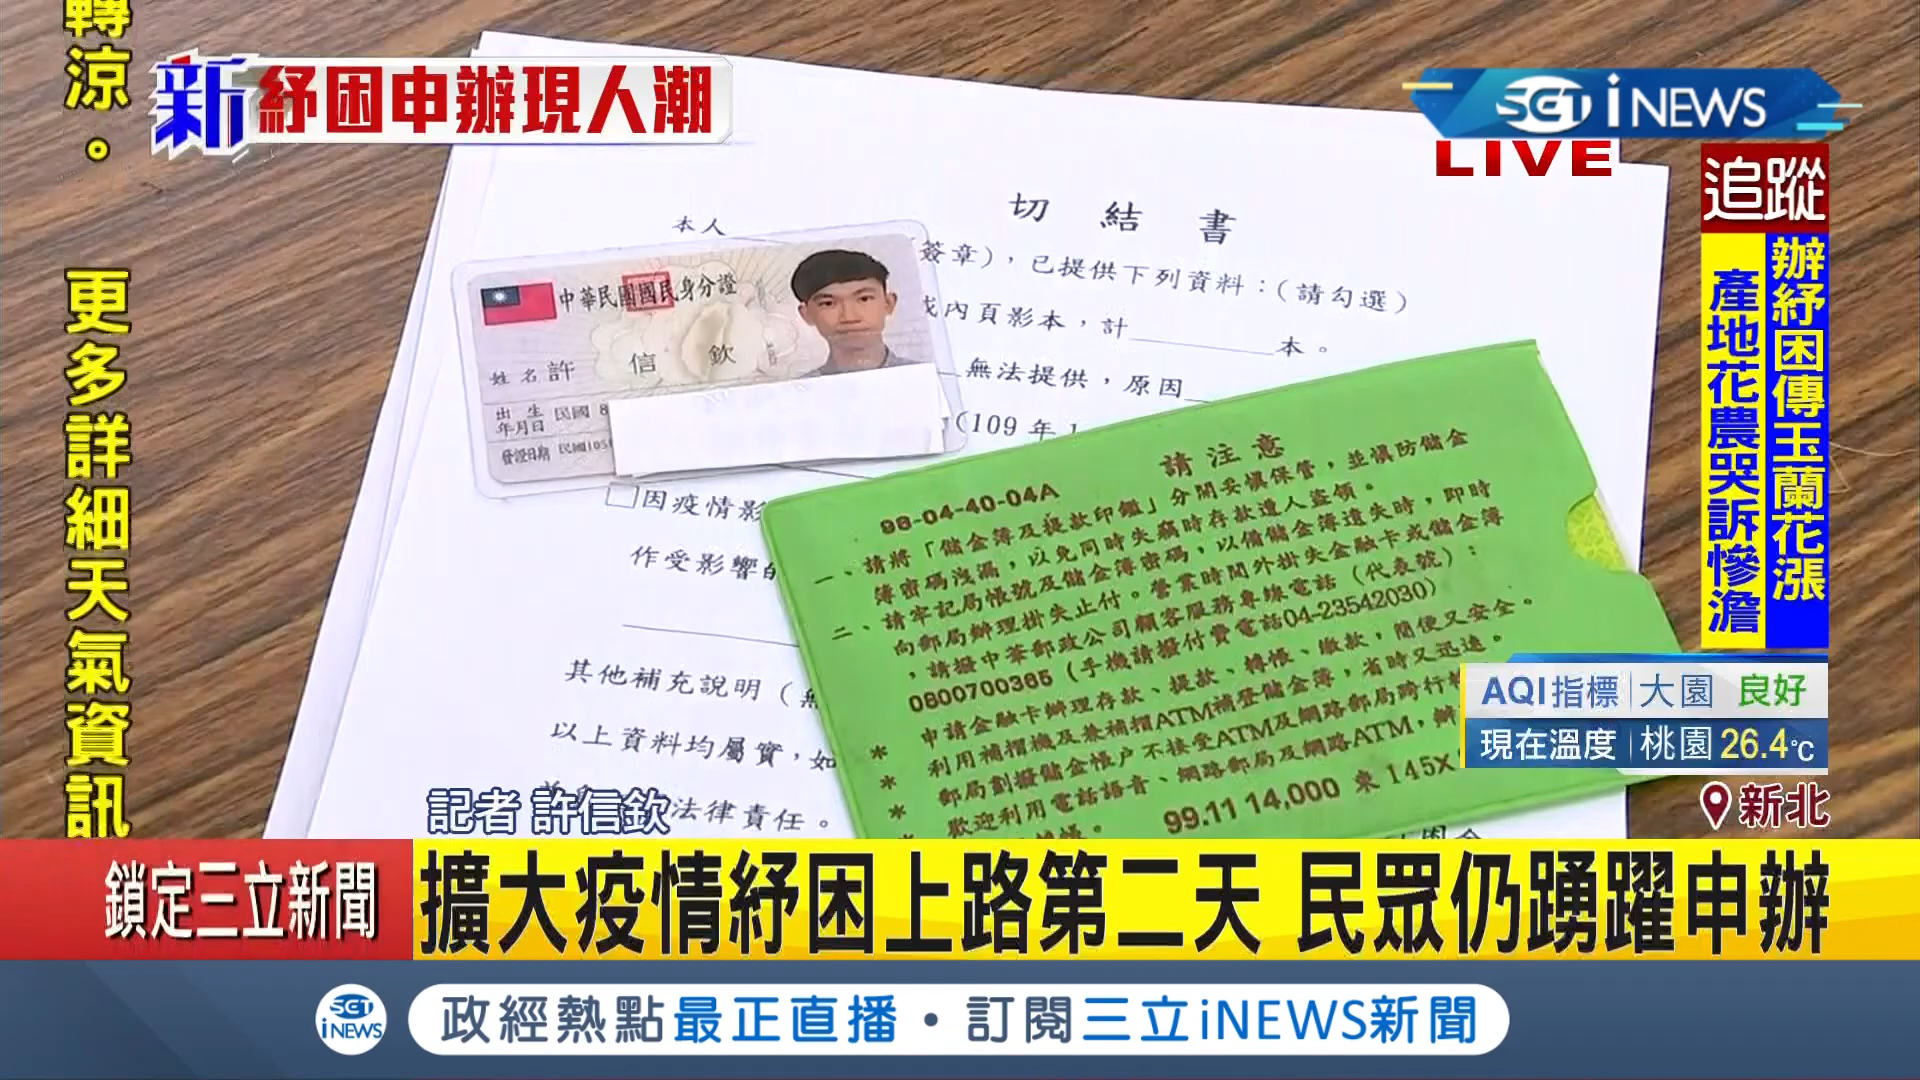 轉涼。
更多詳細天氣資訊
新 紓困申辦現人潮
SET iNEWS
LIVE
追蹤
辦紓困傳玉蘭花漲
產地花農哭訴慘澹
AQI指標 大園 良好
現在溫度 桃園 26.4℃
新北
切結書
本人
(簽章),已提供下列資料:(請勾選)
內頁影本,計 本。
無法提供,原因
(109年1
□因疫情影
作受影響
其他補充說明(
以上資料均屬實,如
法律責任。
中華民國國民身分證
姓名 許信欽
出生年月日 民國8
發證日期 民國105
98-04-40-04A
請注意
一、請將「儲金簿及提款印鑑」分開妥慎保管,並慎防儲金
簿密碼洩漏,以免同時失竊時存款遭人盜領。
二、請牢記局帳號及儲金簿密碼,以備儲金簿遺失時,即時
向郵局辦理掛失止付。營業時間外掛失金融卡或儲金簿
,請撥中華郵政公司顧客服務專線電話(代表號):
0800700365(手機請撥付費電話04-23542030)
* 申請金融卡辦理存款、提款、轉帳、繳款,簡便又安全。
* 利用補摺機及兼補摺ATM補登儲金簿,省時又迅速。
* 郵局劃撥儲金帳戶不接受ATM及網路郵局跨行轉
* 歡迎利用電話語音、網路郵局及網路ATM,辦
99.11 14,000 束 145x
記者 許信欽
鎖定三立新聞
擴大疫情紓困上路第二天 民眾仍踴躍申辦
SET iNEWS
政經熱點最正直播・訂閱三立iNEWS新聞